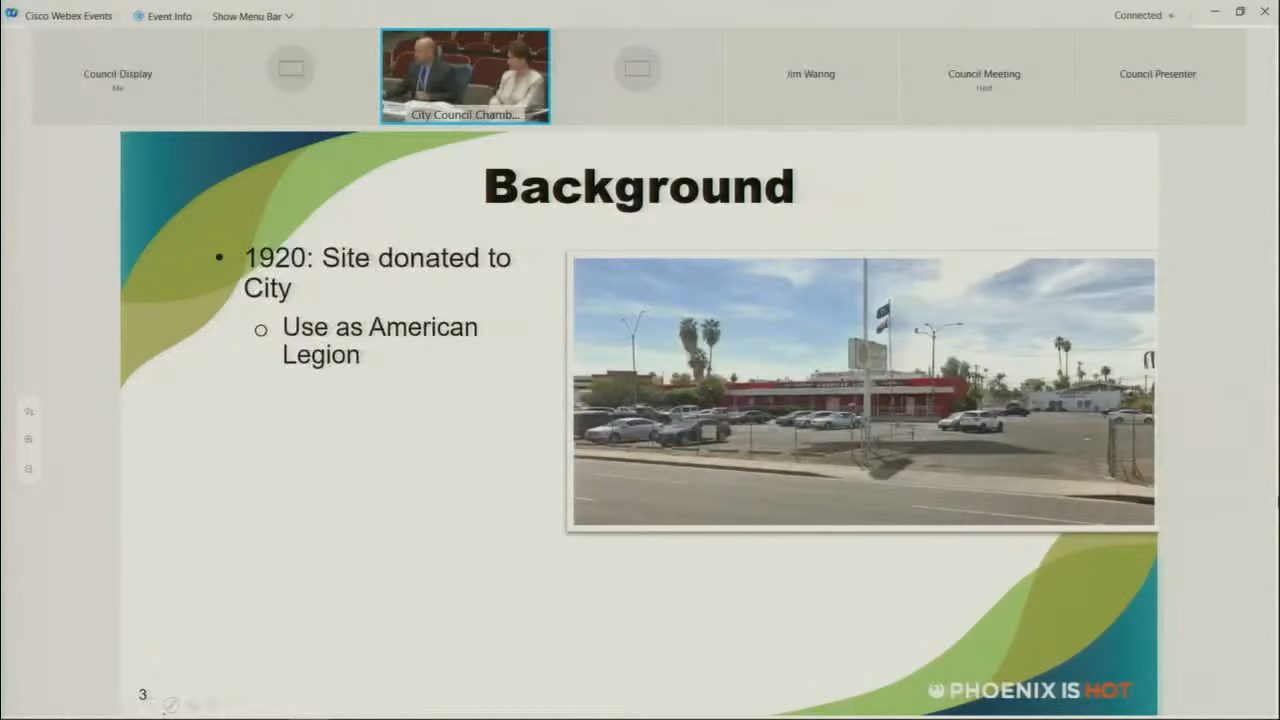 Cisco Webex Events
Event Info
Show Menu Bar
Connected
Council Display
Me
City Council Chamb...
Jim Waring
Council Meeting
Host
Council Presenter
Background
• 1920: Site donated to
City
o Use as American
Legion
3
PHOENIX IS HOT